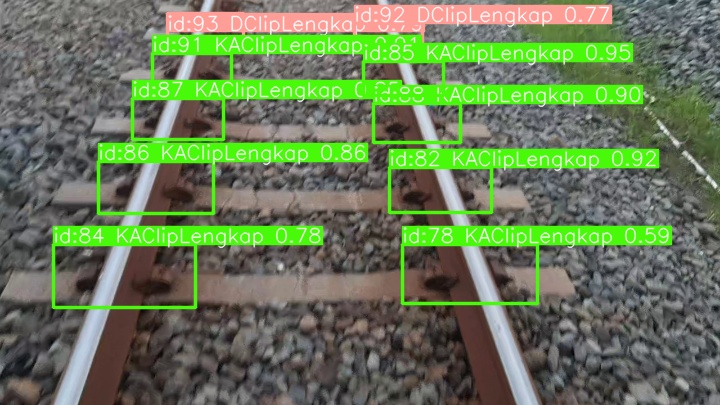 id:93 DClipLengkap
id:92 DClipLengkap 0.77
id:91 KAClipLengkap
id:85 KAClipLengkap 0.95
id:87 KAClipLengkap
id:88 KAClipLengkap 0.90
id:86 KAClipLengkap 0.86
id:82 KAClipLengkap 0.92
id:84 KAClipLengkap 0.78
id:78 KAClipLengkap 0.59